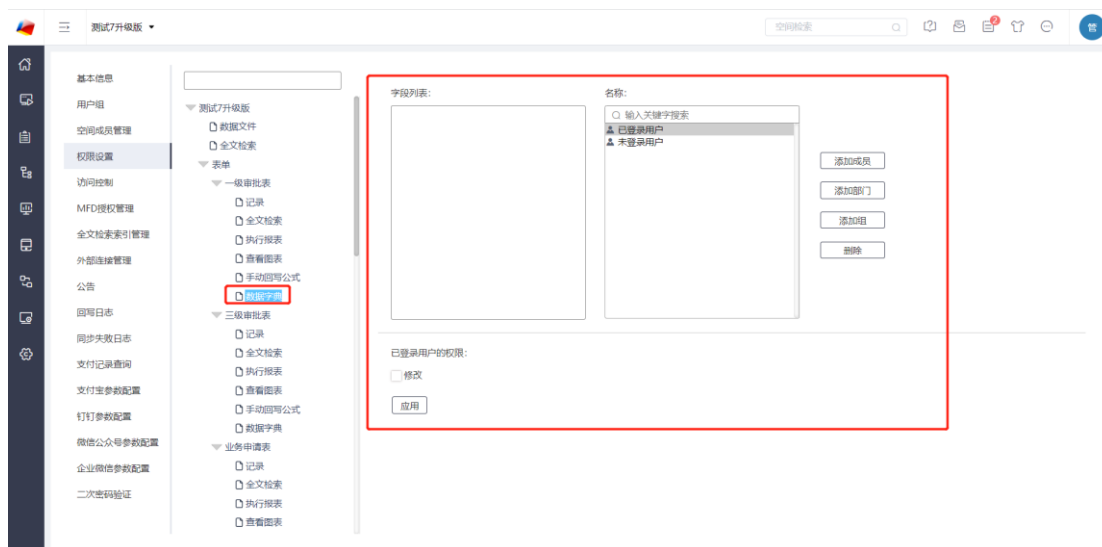 测试7升级版
空间检索
2
管
基本信息
用户组
空间成员管理
权限设置
访问控制
MFD授权管理
全文检索索引管理
外部连接管理
公告
回写日志
同步失败日志
支付记录查询
支付宝参数配置
钉钉参数配置
微信公众号参数配置
企业微信参数配置
二次密码验证
测试7升级版
数据文件
全文检索
表单
一级审批表
记录
全文检索
执行报表
查看图表
手动回写公式
数据字典
三级审批表
记录
全文检索
执行报表
查看图表
手动回写公式
数据字典
业务申请表
记录
全文检索
执行报表
查看图表
字段列表:
名称:
输入关键字搜索
已登录用户
未登录用户
添加成员
添加部门
添加组
删除
已登录用户的权限:
修改
应用